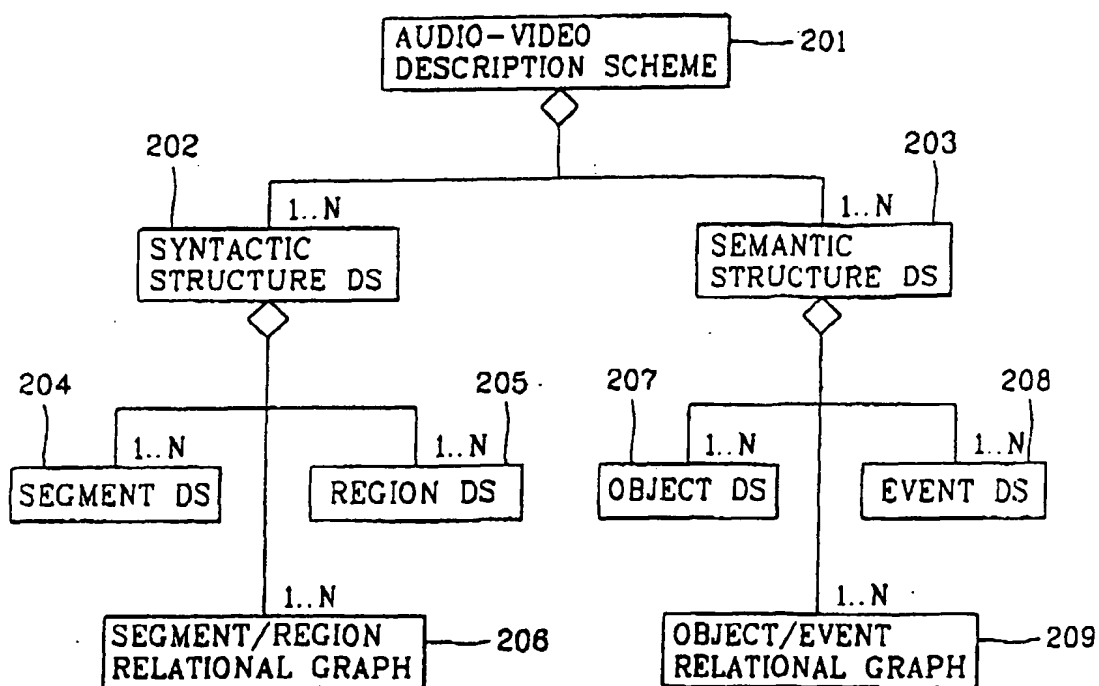 AUDIO-VIDEO
DESCRIPTION SCHEME
201
202
203
1..N
1..N
SYNTACTIC
STRUCTURE DS
SEMANTIC
STRUCTURE DS
204
205
207
208
1..N
1..N
1..N
1..N
SEGMENT DS
REGION DS
OBJECT DS
EVENT DS
1..N
1..N
SEGMENT/REGION
RELATIONAL GRAPH
206
OBJECT/EVENT
RELATIONAL GRAPH
209